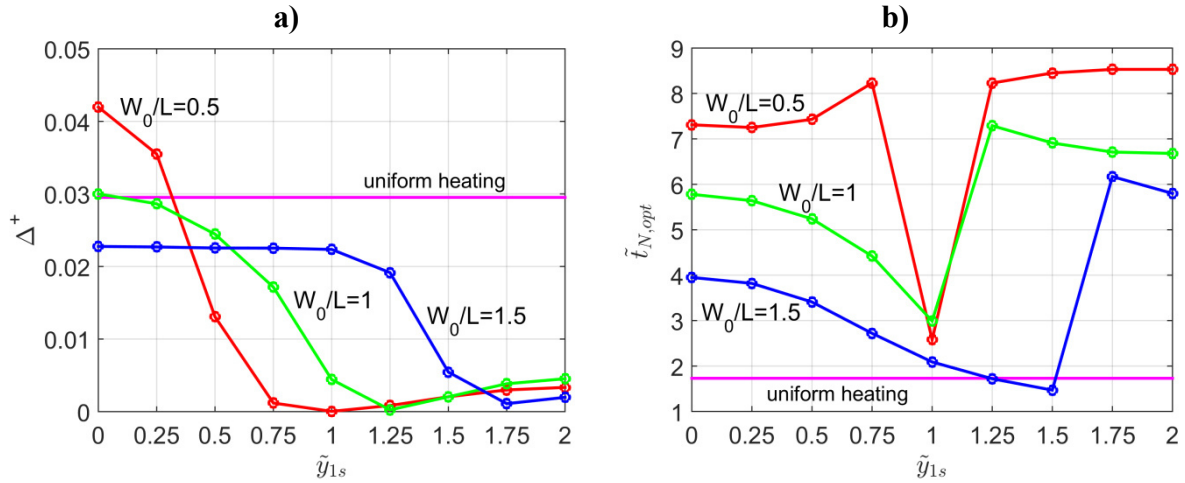 a)
0.05
0.04
0.03
0.02
0.01
0
Δ⁺
W₀/L=0.5
uniform heating
W₀/L=1
W₀/L=1.5
0 0.25 0.5 0.75 1 1.25 1.5 1.75 2
ỹ₁ₛ
b)
9
8
7
6
5
4
3
2
1
t̃N,opt
W₀/L=0.5
W₀/L=1
W₀/L=1.5
uniform heating
0 0.25 0.5 0.75 1 1.25 1.5 1.75 2
ỹ₁ₛ